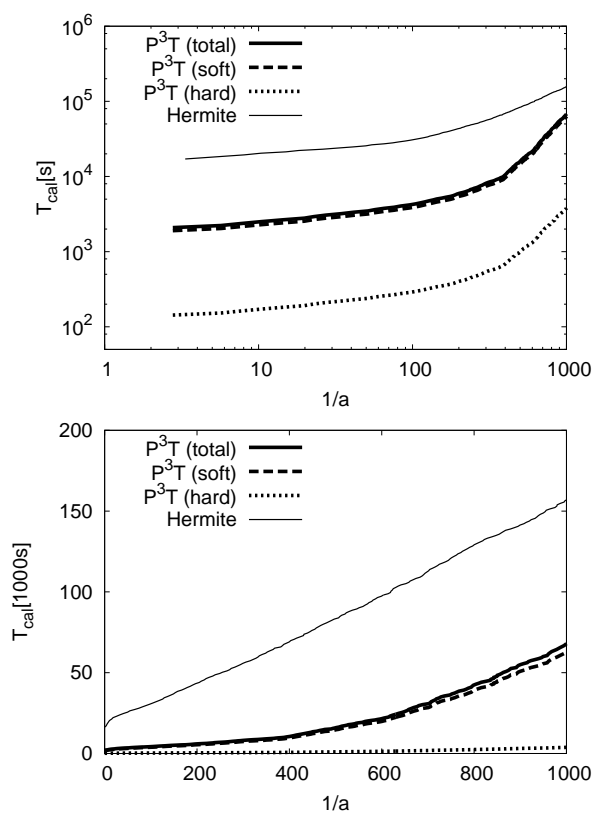 10^6
P^3T (total)
P^3T (soft)
P^3T (hard)
Hermite
10^5
10^4
10^3
10^2
T_cal[s]
1 10 100 1000
1/a
200
P^3T (total)
P^3T (soft)
P^3T (hard)
Hermite
150
100
50
0
T_cal[1000s]
0 200 400 600 800 1000
1/a